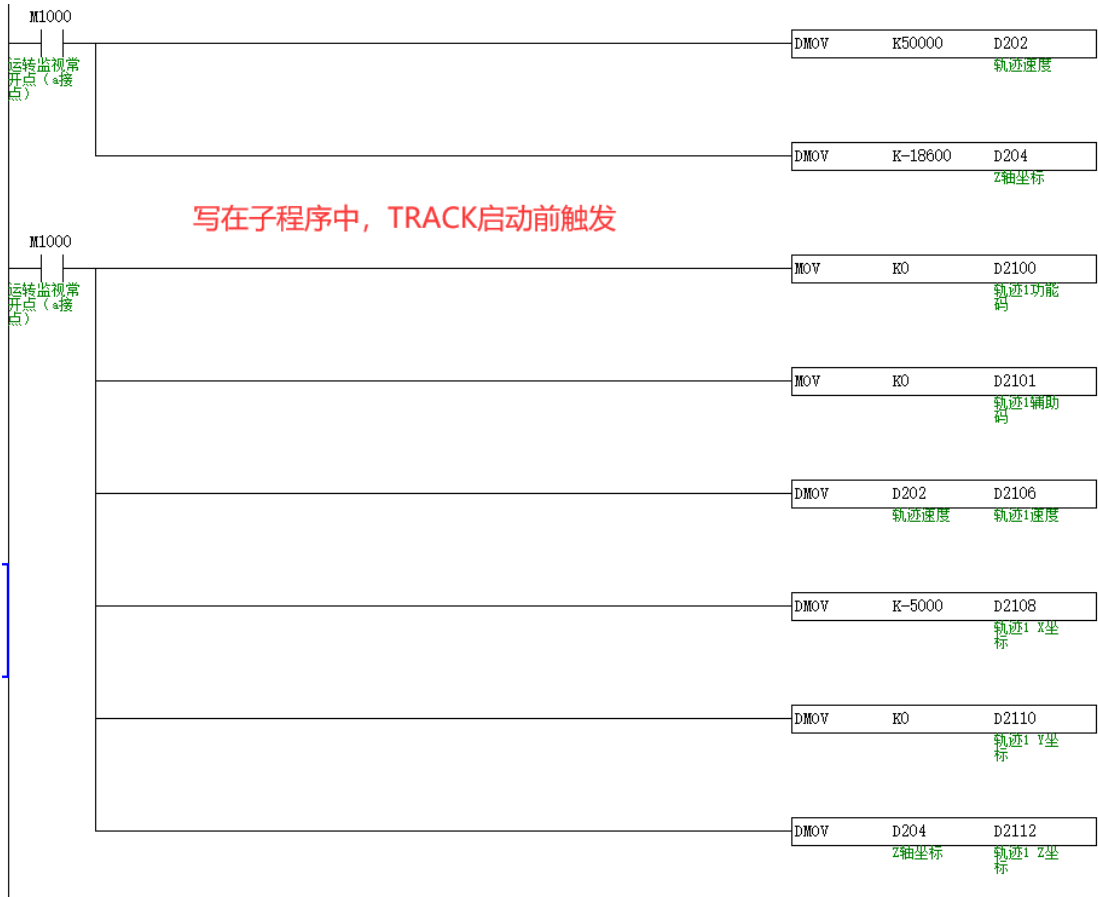 M1000
DMOV K50000 D202
运转监视常
开点（a接
点）
轨迹速度
DMOV K-18600 D204
Z轴坐标
写在子程序中，TRACK启动前触发
M1000
MOV K0 D2100
运转监视常
开点（a接
点）
轨迹1功能
码
MOV K0 D2101
轨迹1辅助
码
DMOV D202 D2106
轨迹速度 轨迹1速度
DMOV K-5000 D2108
轨迹1 X坐
标
DMOV K0 D2110
轨迹1 Y坐
标
DMOV D204 D2112
Z轴坐标 轨迹1 Z坐
标